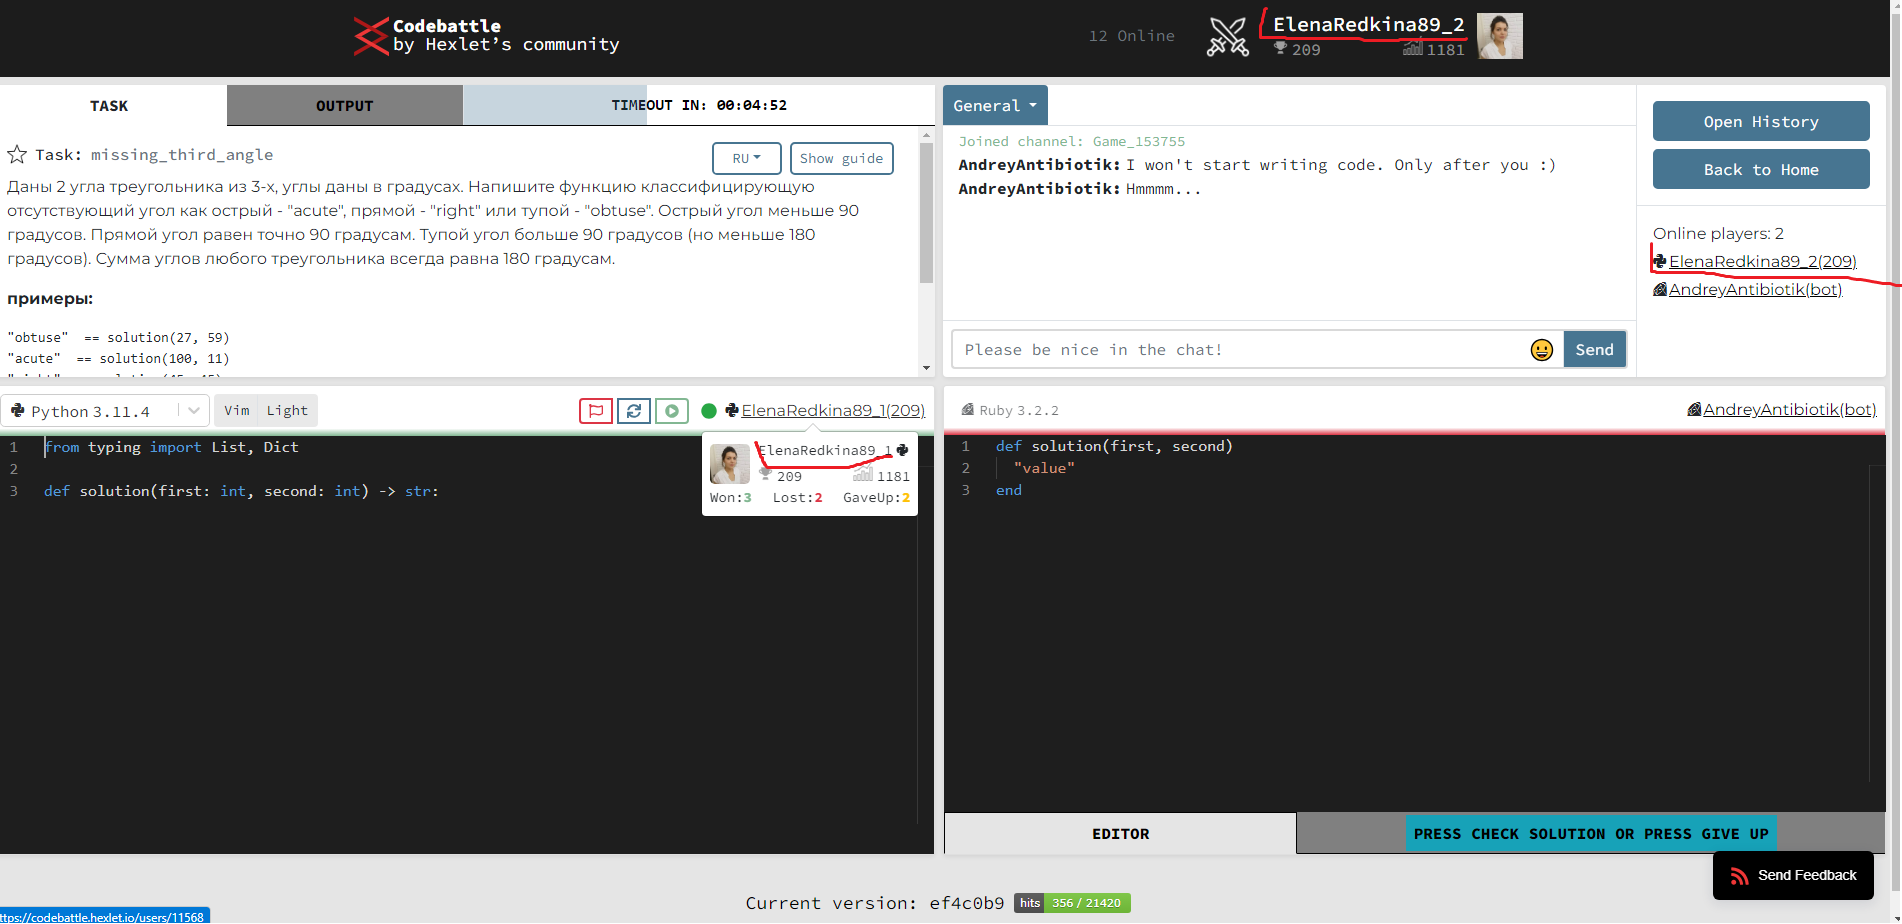 Codebattle
by Hexlet's community
12 Online
ElenaRedkina89_2
209 1181
TASK
OUTPUT
TIMEOUT IN: 00:04:52
Task: missing_third_angle
RU
Show guide
Даны 2 угла треугольника из 3-х, углы даны в градусах. Напишите функцию классифицирующую
отсутствующий угол как острый - "acute", прямой - "right" или тупой - "obtuse". Острый угол меньше 90
градусов. Прямой угол равен точно 90 градусам. Тупой угол больше 90 градусов (но меньше 180
градусов). Сумма углов любого треугольника всегда равна 180 градусам.
примеры:
"obtuse" == solution(27, 59)
"acute" == solution(100, 11)
General
Joined channel: Game_153755
AndreyAntibiotik: I won't start writing code. Only after you :)
AndreyAntibiotik: Hmmmm...
Please be nice in the chat!
Send
Open History
Back to Home
Online players: 2
ElenaRedkina89_2(209)
AndreyAntibiotik(bot)
Python 3.11.4
Vim Light
ElenaRedkina89_1(209)
1 from typing import List, Dict
2
3 def solution(first: int, second: int) -> str:
ElenaRedkina89_1
209 1181
Won:3 Lost:2 GaveUp:2
Ruby 3.2.2
AndreyAntibiotik(bot)
1 def solution(first, second)
2 "value"
3 end
EDITOR
PRESS CHECK SOLUTION OR PRESS GIVE UP
Send Feedback
Current version: ef4c0b9
hits 356 / 21420
ttps://codebattle.hexlet.io/users/11568